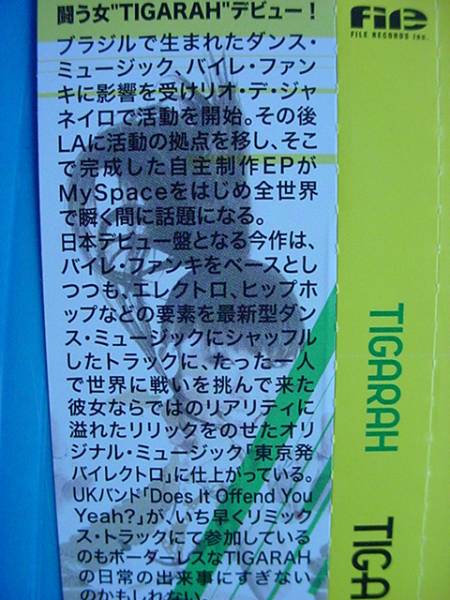 闘う女"TIGARAH"デビュー！
ブラジルで生まれたダンス・
ミュージック、バイレ・ファン
キに影響を受けリオ・デ・ジャ
ネイロで活動を開始。その後
LAに活動の拠点を移し、そこ
で完成した自主制作EPが
MySpaceをはじめ全世界
で瞬く間に話題になる。
日本デビュー盤となる今作は、
バイレ・ファンキをベースとし
つつも、エレクトロ、ヒップホ
ップなどの要素を最新型ダン
ス・ミュージックにシャッフル
したトラックに、たった一人
で世界に戦いを挑んで来た
彼女ならではのリアリティに
溢れたリリックをのせたオリ
ジナル・ミュージック「東京発
バイレクトロ」に仕上がっている。
UKバンド「Does It Offend You
Yeah?」が、いち早くリミック
ス・トラックにて参加している
のもボーダーレスなTIGARAH
の日常の出来事にすぎない
のかもしれない。
file
FILE RECORDS inc.
TIGARAH
TIGA